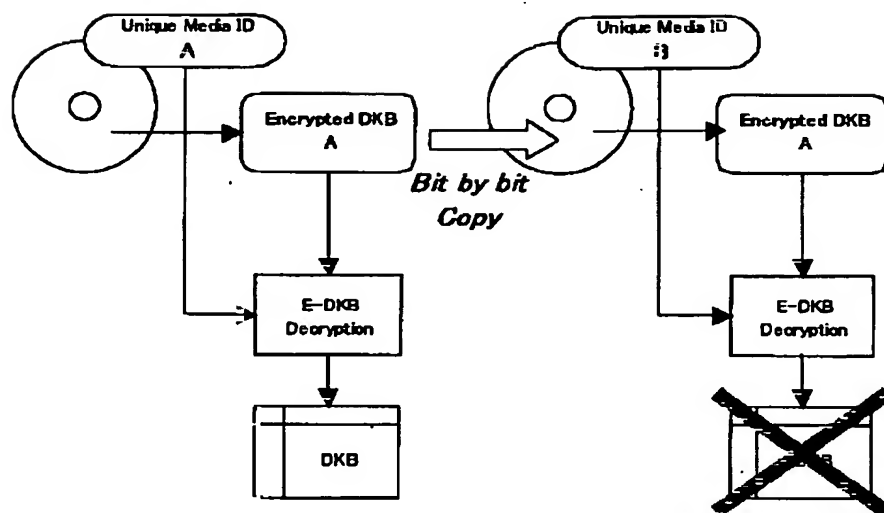 Unique Media ID
A
Encrypted DKB
A
E-DKB
Decryption
DKB
Bit by bit
Copy
Unique Media ID
B
Encrypted DKB
A
E-DKB
Decryption